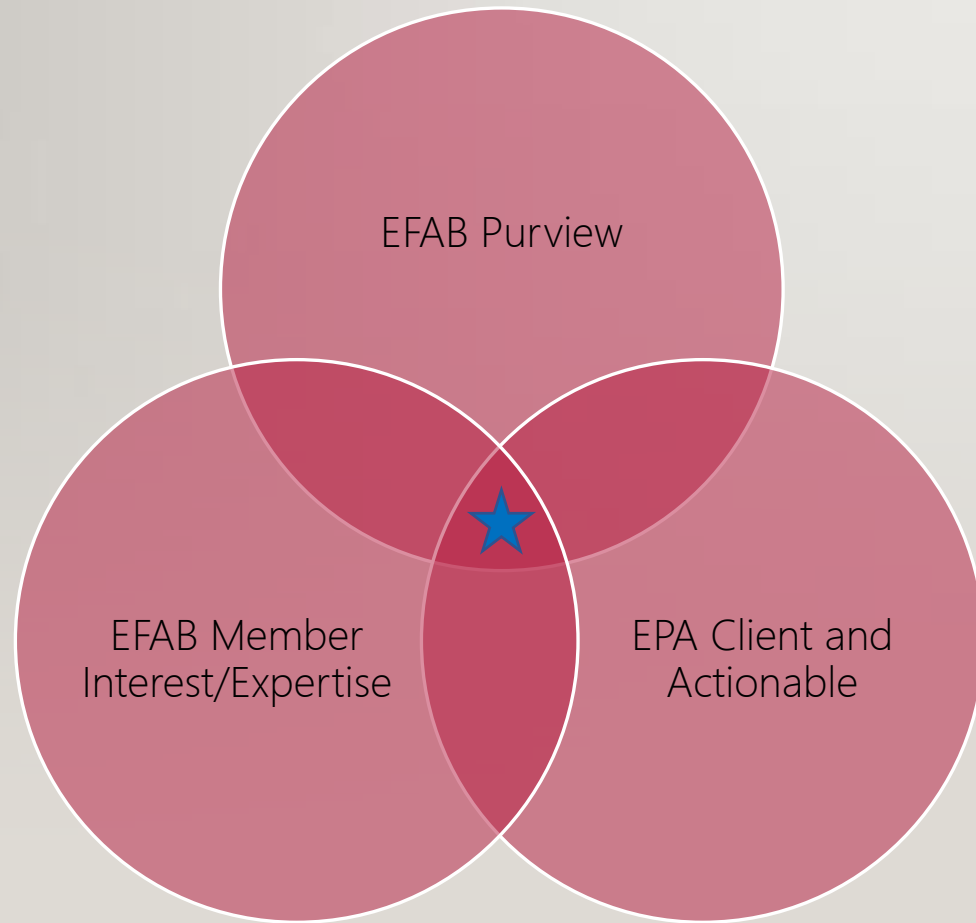 EFAB Purview
EFAB Member
Interest/Expertise
EPA Client and
Actionable